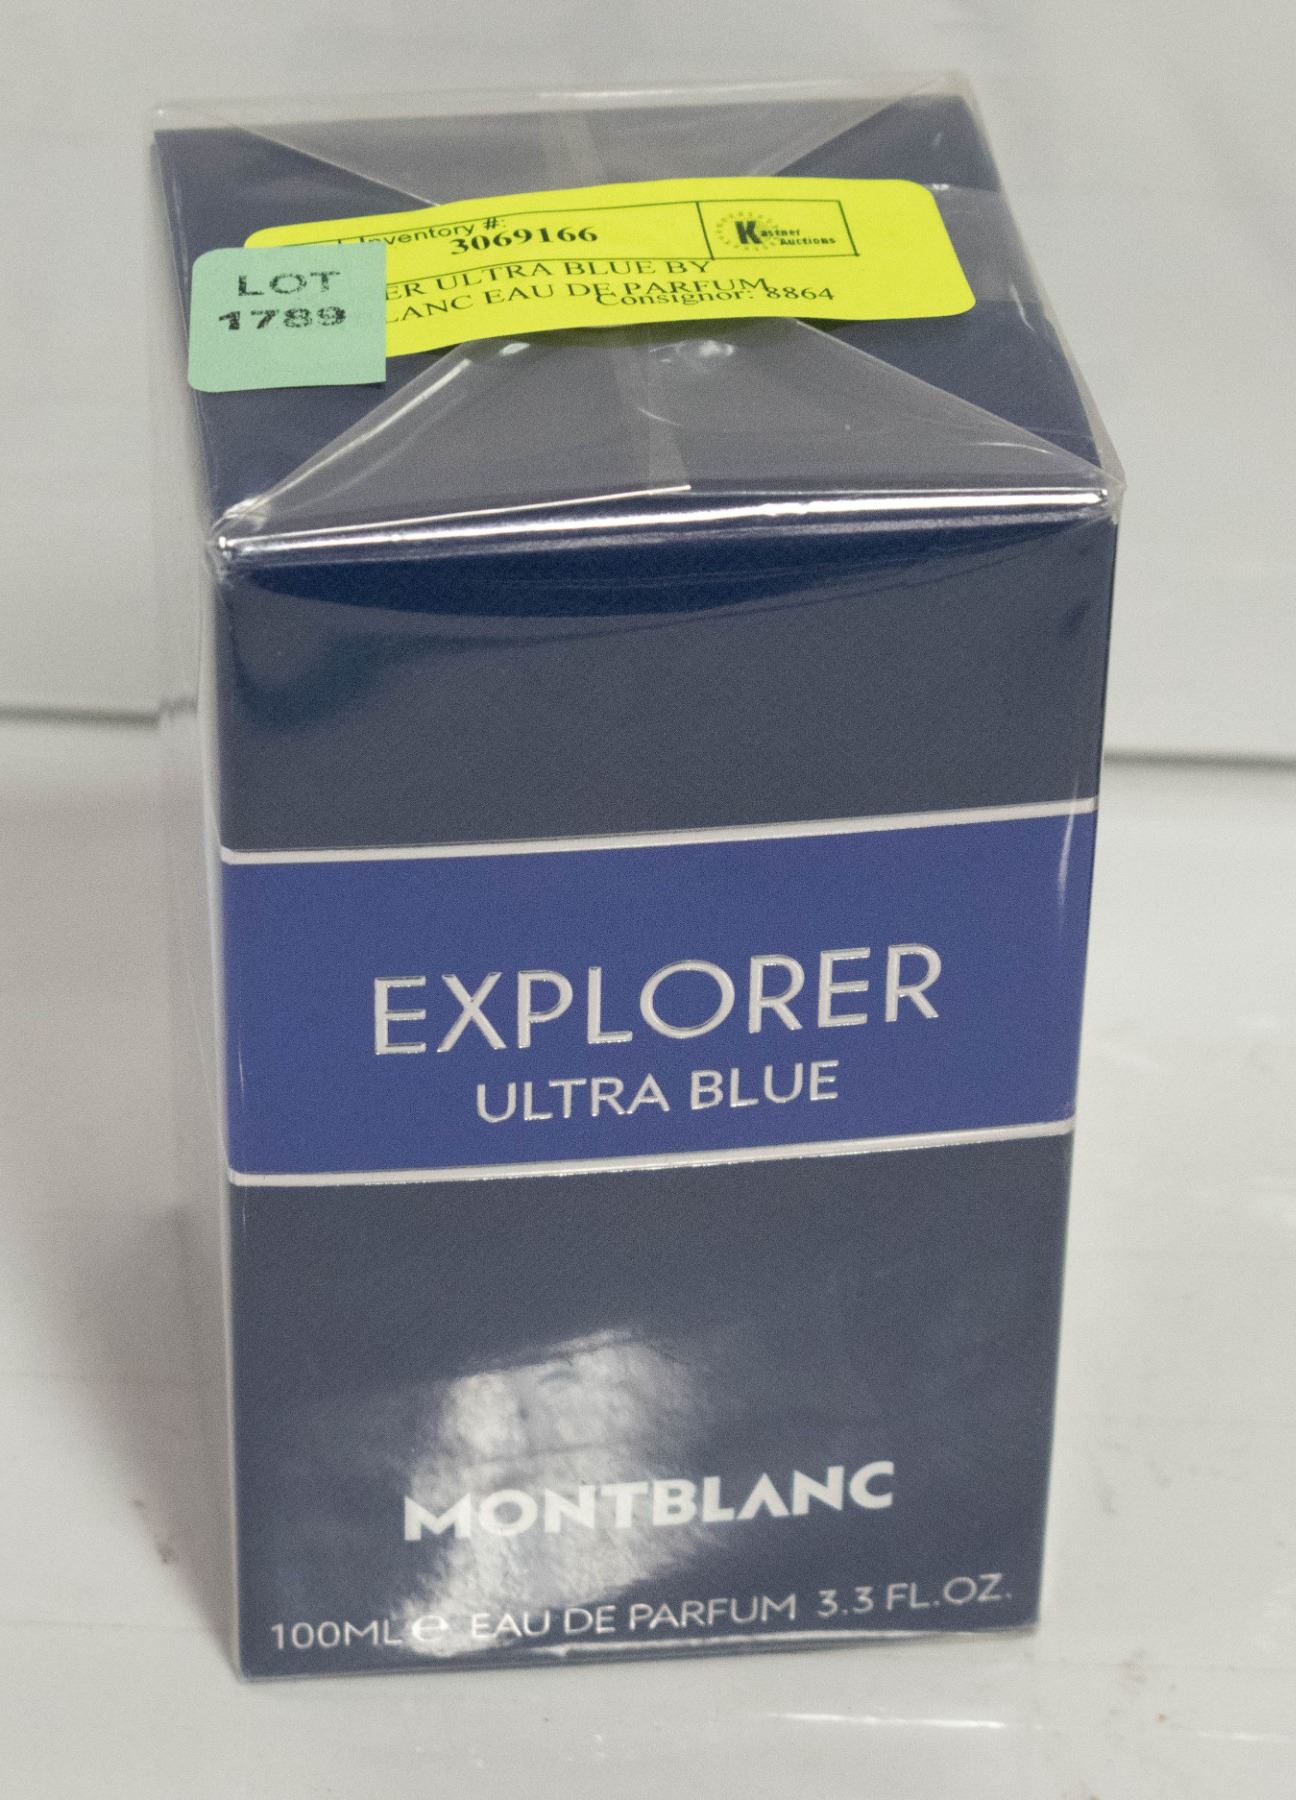 Inventory #:
3069166
Kastner
Auctions
LOT
1789
ER ULTRA BLUE BY
LANC EAU DE PARFUM
Consignor: 8864
EXPLORER
ULTRA BLUE
MONTBLANC
100ML e EAU DE PARFUM 3.3 FL.OZ.